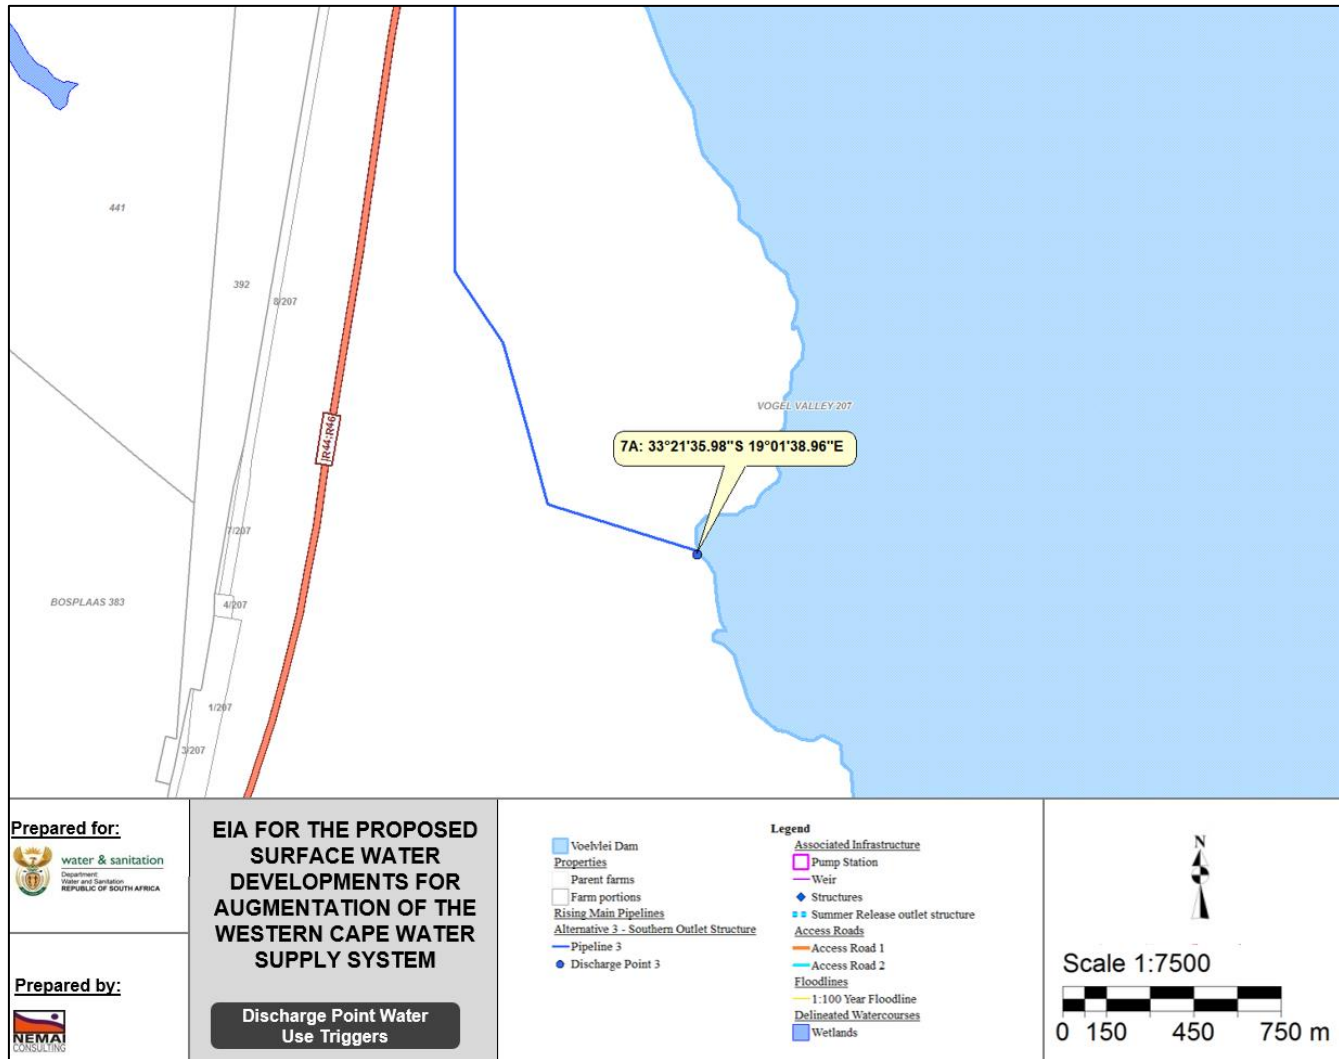 441
392
8/207
R44;R46
VOGEL VALLEY 207
7A: 33°21'35.98"S 19°01'38.96"E
7/207
BOSPLAAS 383
4/207
1/207
3/207
Prepared for:
water & sanitation
Department:
Water and Sanitation
REPUBLIC OF SOUTH AFRICA
Prepared by:
NEMAI
CONSULTING
EIA FOR THE PROPOSED
SURFACE WATER
DEVELOPMENTS FOR
AUGMENTATION OF THE
WESTERN CAPE WATER
SUPPLY SYSTEM
Discharge Point Water
Use Triggers
Legend
Voelvlei Dam
Properties
Parent farms
Farm portions
Rising Main Pipelines
Alternative 3 - Southern Outlet Structure
Pipeline 3
Discharge Point 3
Associated Infrastructure
Pump Station
Weir
Structures
Summer Release outlet structure
Access Roads
Access Road 1
Access Road 2
Floodlines
1:100 Year Floodline
Delineated Watercourses
Wetlands
N
Scale 1:7500
0 150 450 750 m